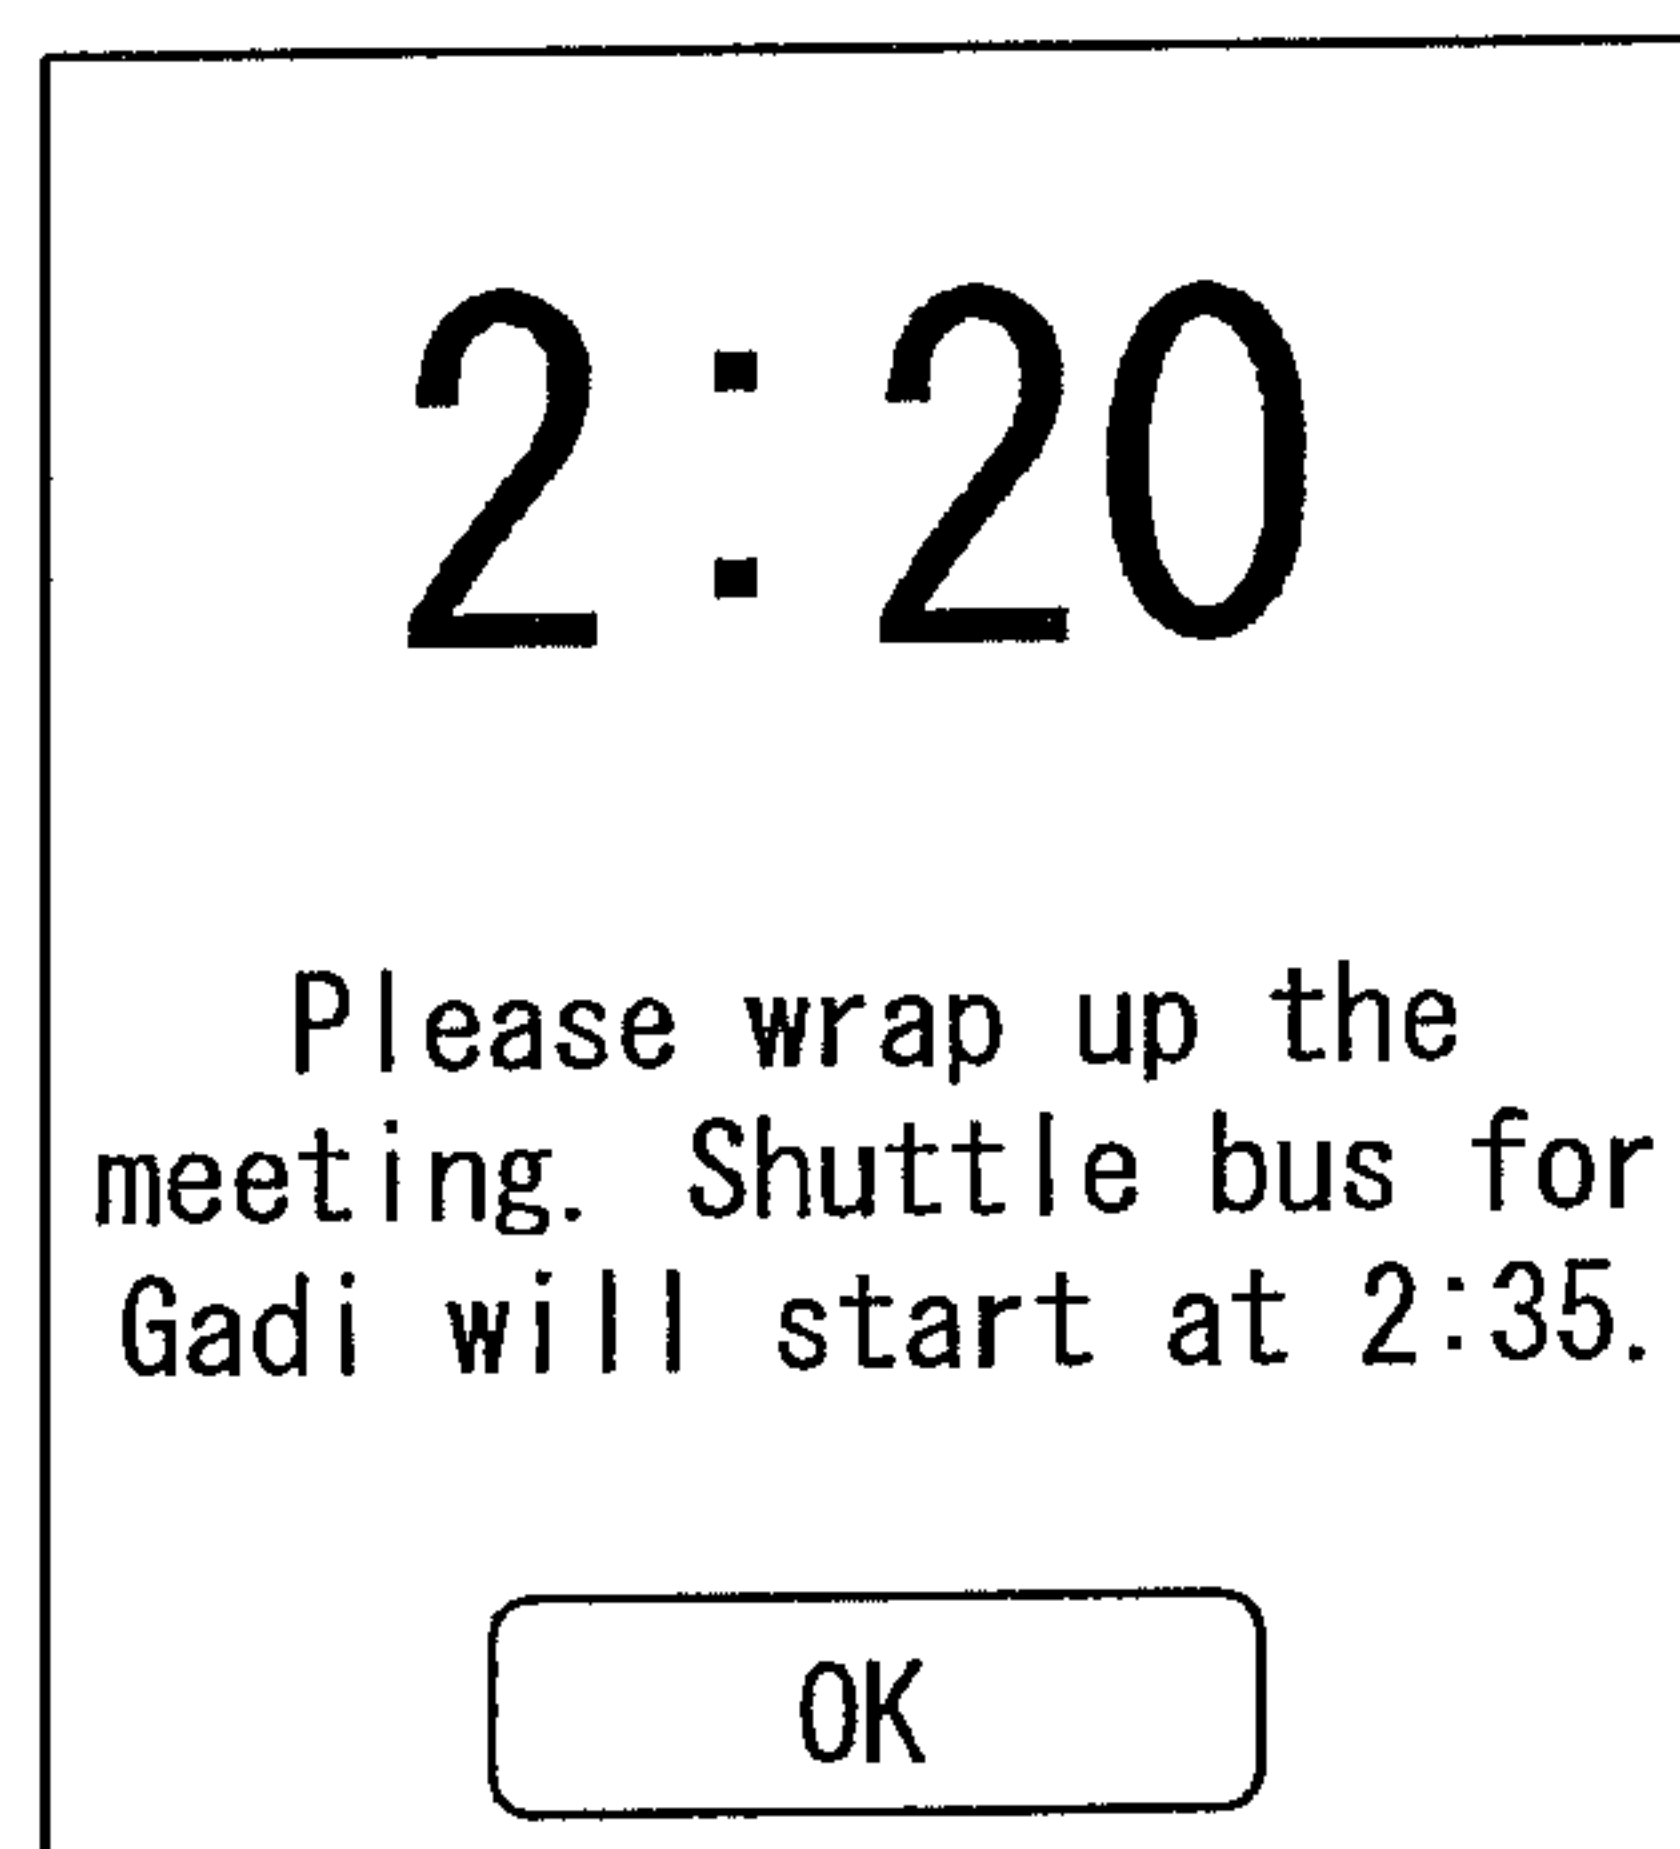 2:20
Please wrap up the
meeting. Shuttle bus for
Gadi will start at 2:35.
OK